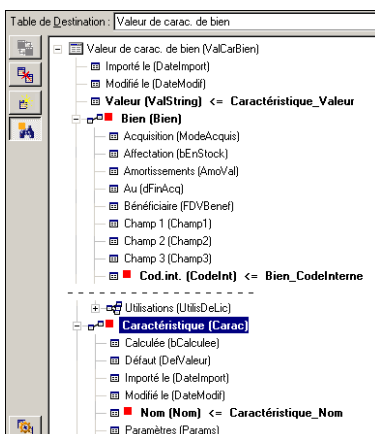 Table de Destination : Valeur de carac. de bien
Valeur de carac. de bien (ValCarBien)
Importé le (DateImport)
Modifié le (DateModif)
Valeur (ValString) <= Caractéristique_Valeur
Bien (Bien)
Acquisition (ModeAcquis)
Affectation (bEnStock)
Amortissements (AmoVal)
Au (dFinAcq)
Bénéficiaire (FDVBenef)
Champ 1 (Champ1)
Champ 2 (Champ2)
Champ 3 (Champ3)
Cod.int. (CodeInt) <= Bien_CodeInterne
Utilisations (UtilisDeLic)
Caractéristique (Carac)
Calculée (bCalculee)
Défaut (DefValeur)
Importé le (DateImport)
Modifié le (DateModif)
Nom (Nom) <= Caractéristique_Nom
Paramètres (Params)